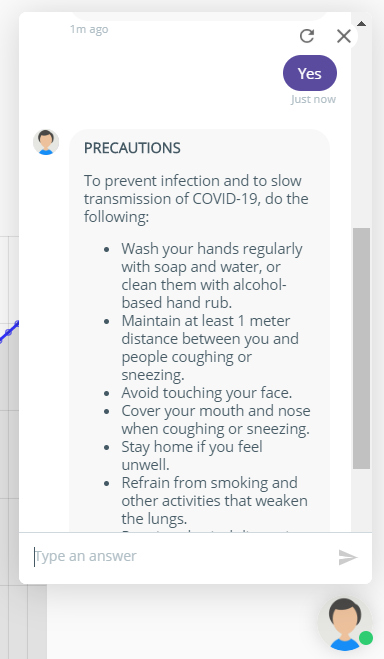 1m ago
Yes
Just now
PRECAUTIONS
To prevent infection and to slow
transmission of COVID-19, do the
following:
• Wash your hands regularly
with soap and water, or
clean them with alcohol-
based hand rub.
• Maintain at least 1 meter
distance between you and
people coughing or
sneezing.
• Avoid touching your face.
• Cover your mouth and nose
when coughing or sneezing.
• Stay home if you feel
unwell.
• Refrain from smoking and
other activities that weaken
the lungs.
Type an answer